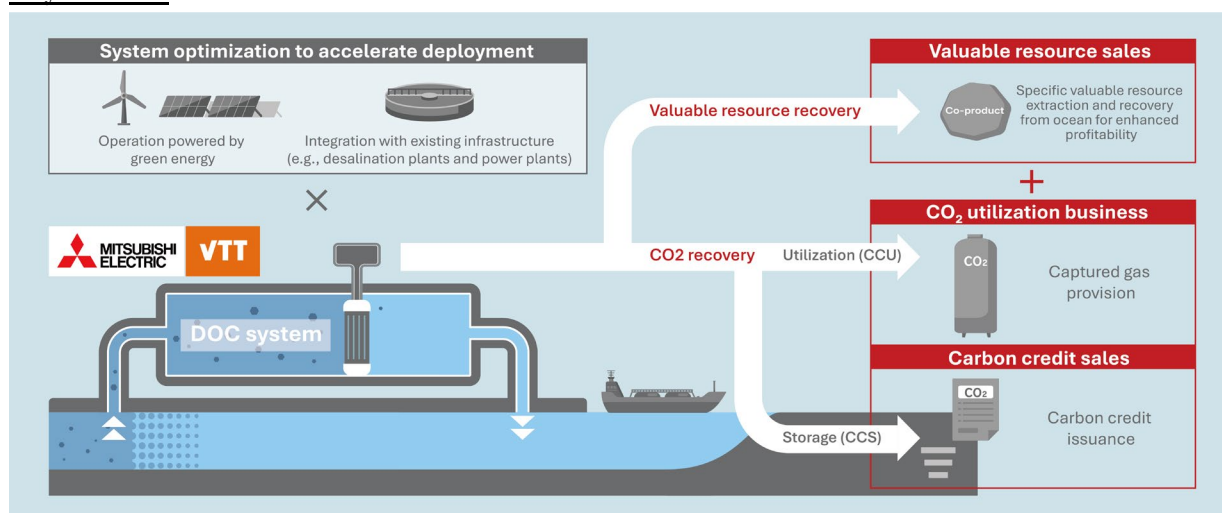 System optimization to accelerate deployment
Operation powered by
green energy
Integration with existing infrastructure
(e.g., desalination plants and power plants)
×
MITSUBISHI
ELECTRIC
VTT
DOC system
Valuable resource recovery
CO2 recovery
Utilization (CCU)
Storage (CCS)
Valuable resource sales
Co-product
Specific valuable resource
extraction and recovery
from ocean for enhanced
profitability
+
CO₂ utilization business
CO₂
Captured gas
provision
Carbon credit sales
CO₂
Carbon credit
issuance